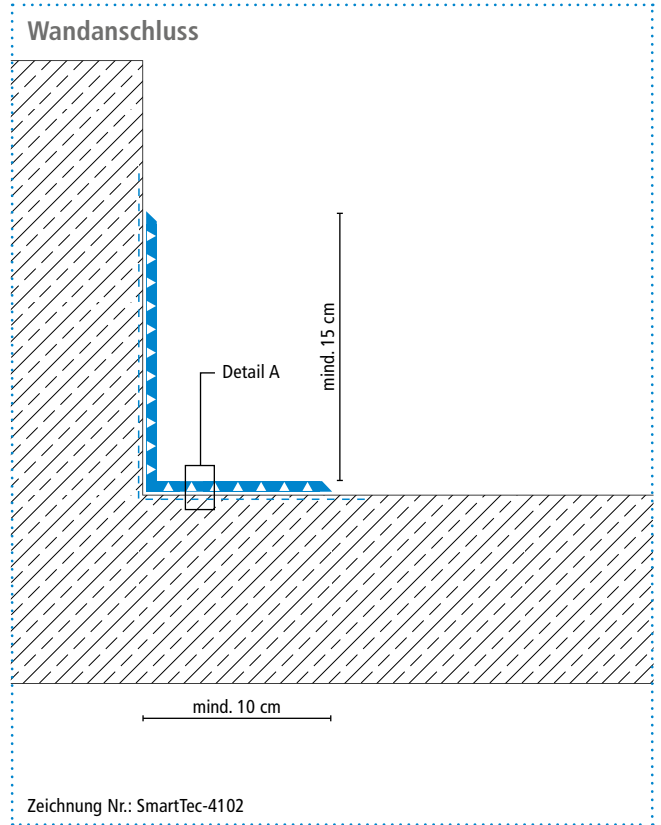 Wandanschluss
mind. 15 cm
Detail A
mind. 10 cm
Zeichnung Nr.: SmartTec-4102